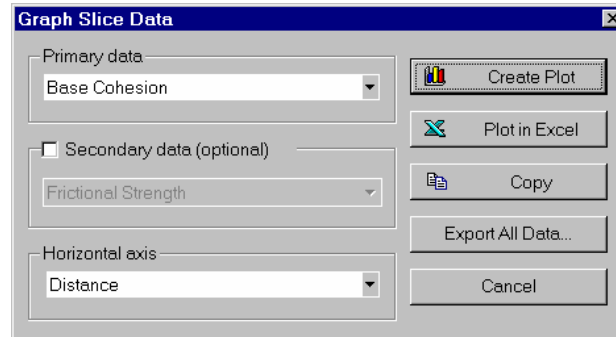 Graph Slice Data
Primary data
Base Cohesion
Secondary data (optional)
Frictional Strength
Horizontal axis
Distance
Create Plot
Plot in Excel
Copy
Export All Data...
Cancel